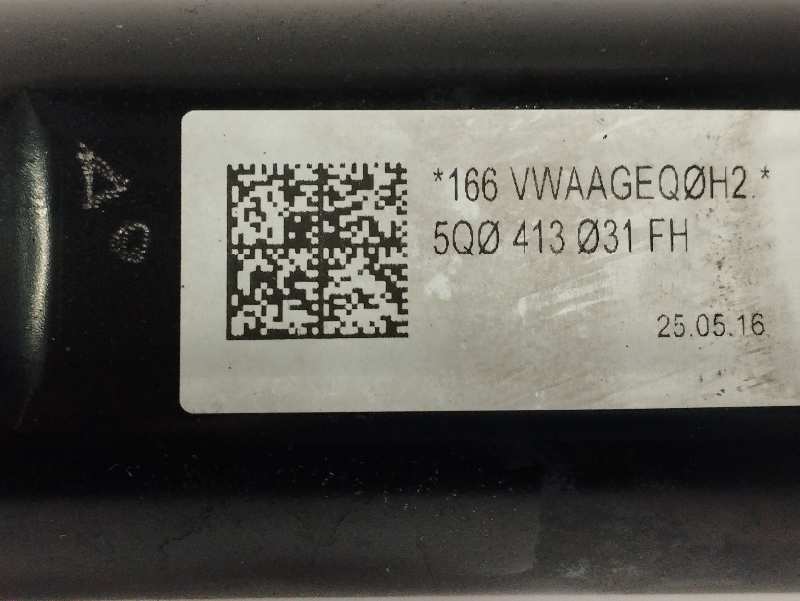 *166 VWAAGEQØH2 *
5QØ 413 Ø31 FH
25.05.16